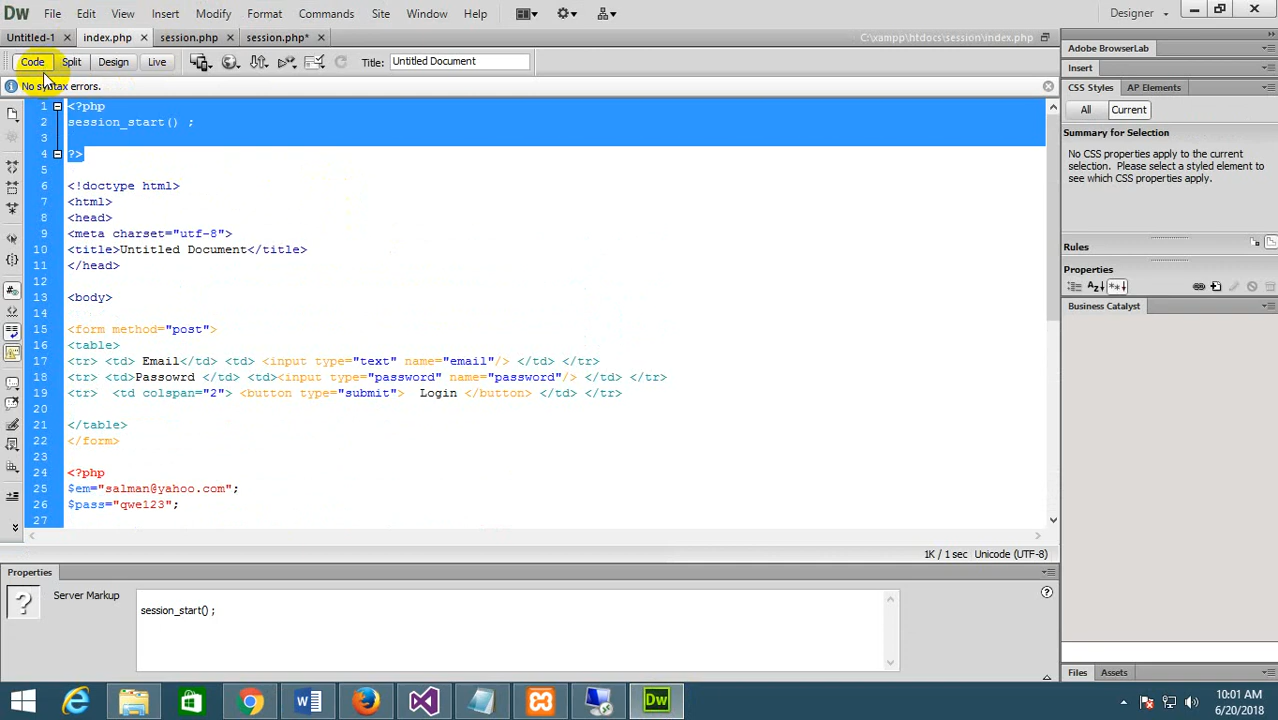 Dw File Edit View Insert Modify Format Commands Site Window Help Designer
Untitled-1 index.php session.php session.php* C:\xampp\htdocs\session\index.php
Code Split Design Live Title: Untitled Document
No syntax errors.
1 <?php
2 session_start() ;
3
4 ?>
5
6 <!doctype html>
7 <html>
8 <head>
9 <meta charset="utf-8">
10 <title>Untitled Document</title>
11 </head>
12
13 <body>
14
15 <form method="post">
16 <table>
17 <tr> <td> Email</td> <td> <input type="text" name="email"/> </td> </tr>
18 <tr> <td>Passowrd </td> <td><input type="password" name="password"/> </td> </tr>
19 <tr>  <td colspan="2"> <button type="submit">  Login </button> </td> </tr>
20
21 </table>
22 </form>
23
24 <?php
25 $em="salman@yahoo.com";
26 $pass="qwe123";
27
1K / 1 sec Unicode (UTF-8)
Properties
Server Markup
session_start() ;
Adobe BrowserLab
Insert
CSS Styles AP Elements
All Current
Summary for Selection
No CSS properties apply to the current
selection. Please select a styled element to
see which CSS properties apply.
Rules
Properties
Business Catalyst
Files Assets
10:01 AM
6/20/2018